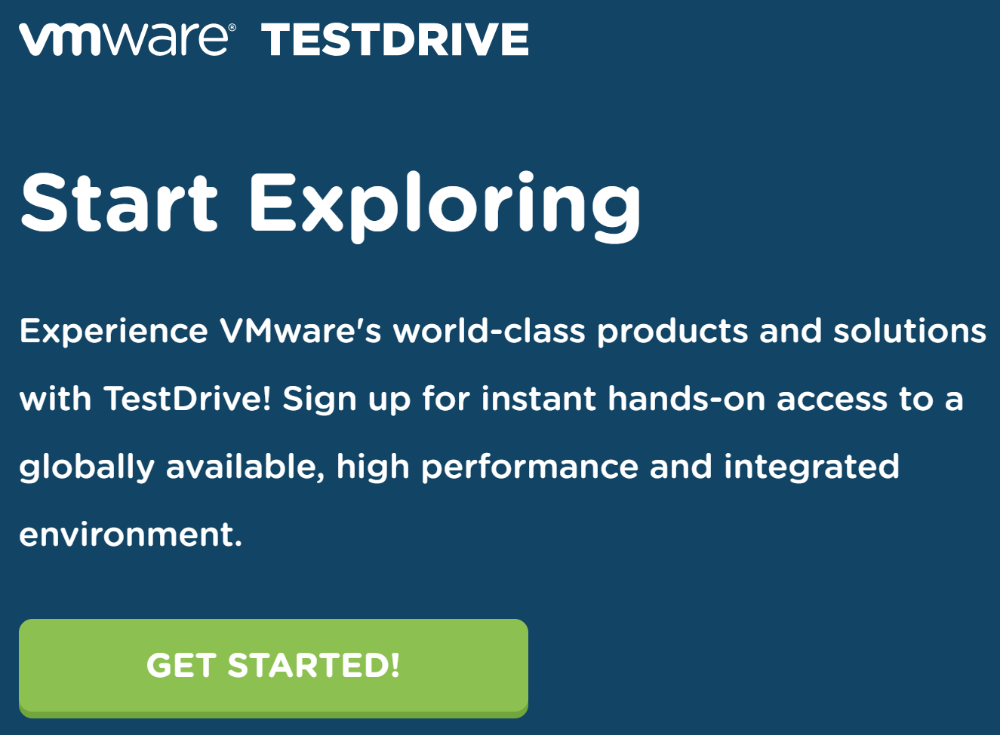 vmware® TESTDRIVE
Start Exploring
Experience VMware's world-class products and solutions
with TestDrive! Sign up for instant hands-on access to a
globally available, high performance and integrated
environment.
GET STARTED!